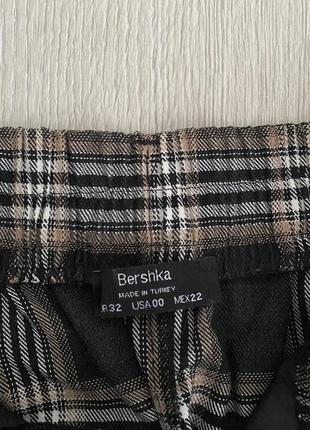 Bershka
MADE IN TURKEY
R32 USA00 MEX22